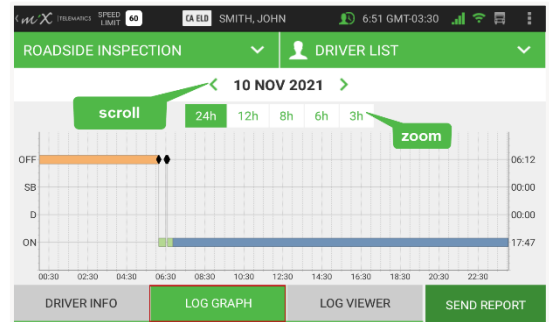 miX TELEMATICS SPEED LIMIT 60 CA ELD SMITH, JOHN 6:51 GMT-03:30
ROADSIDE INSPECTION DRIVER LIST
< 10 NOV 2021 >
scroll 24h 12h 8h 6h 3h
zoom
OFF 06:12
SB 00:00
D 00:00
ON 17:47
00:30 02:30 04:30 06:30 08:30 10:30 12:30 14:30 16:30 18:30 20:30 22:30
DRIVER INFO LOG GRAPH LOG VIEWER SEND REPORT